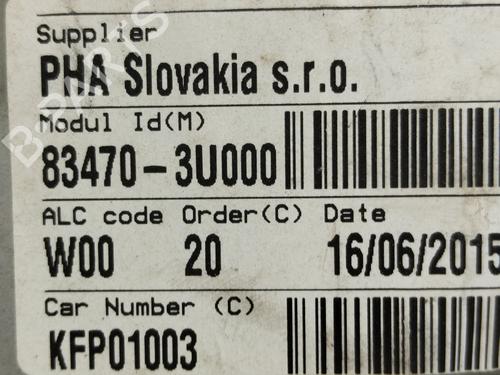 Supplier
PHA Slovakia s.r.o.
Modul Id(M)
83470-3U000
ALC code Order(C) Date
W00 20 16/06/2015
Car Number (C)
KFP01003
B-PARTS